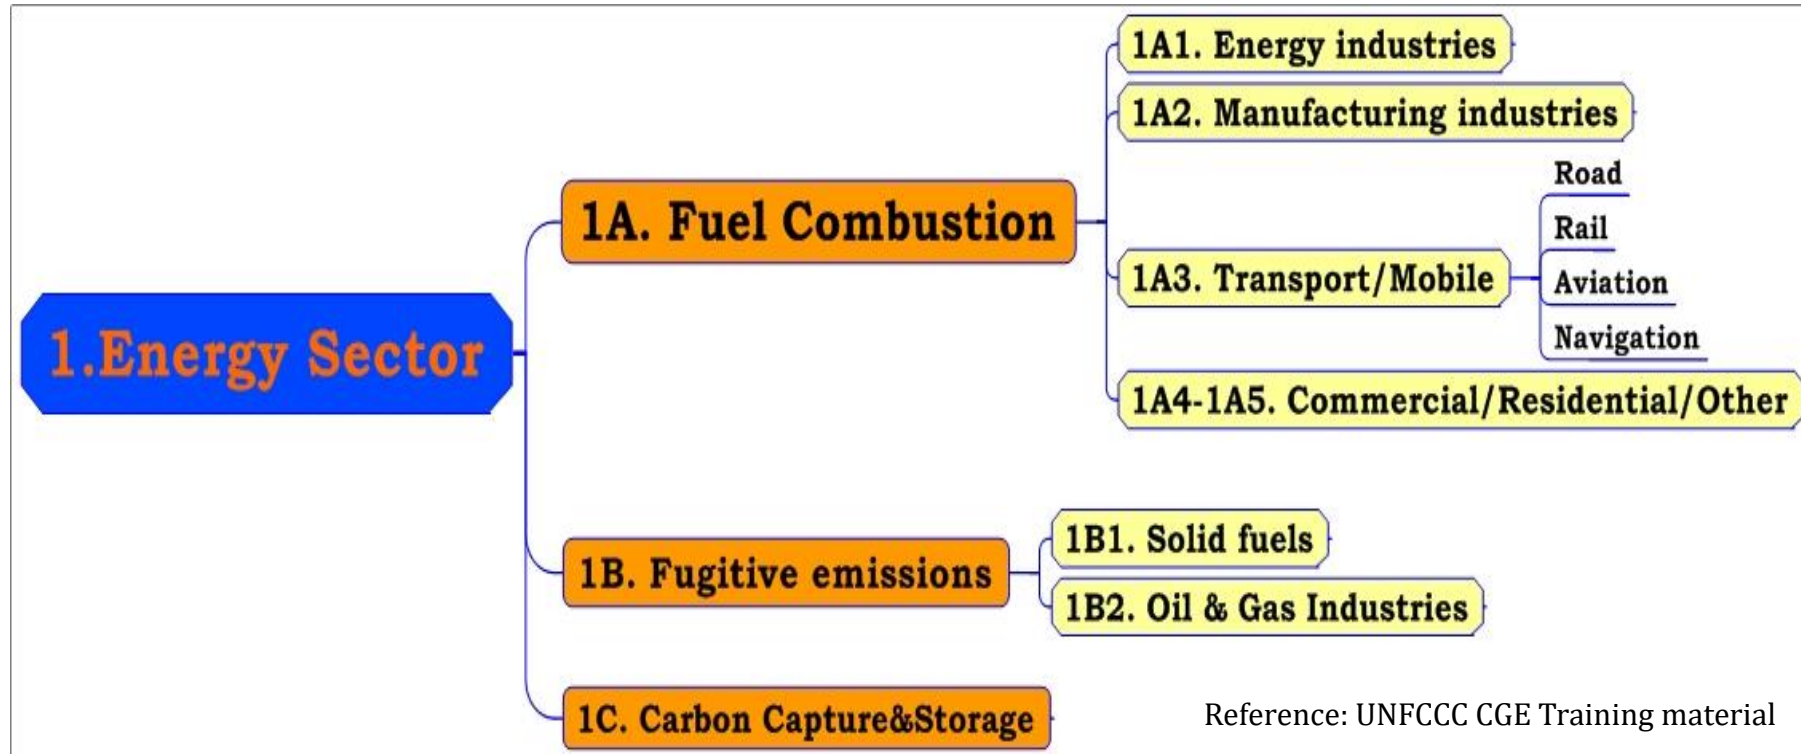 1.Energy Sector
1A. Fuel Combustion
1A1. Energy industries
1A2. Manufacturing industries
1A3. Transport/Mobile
Road
Rail
Aviation
Navigation
1A4-1A5. Commercial/Residential/Other
1B. Fugitive emissions
1B1. Solid fuels
1B2. Oil & Gas Industries
1C. Carbon Capture&Storage
Reference: UNFCCC CGE Training material